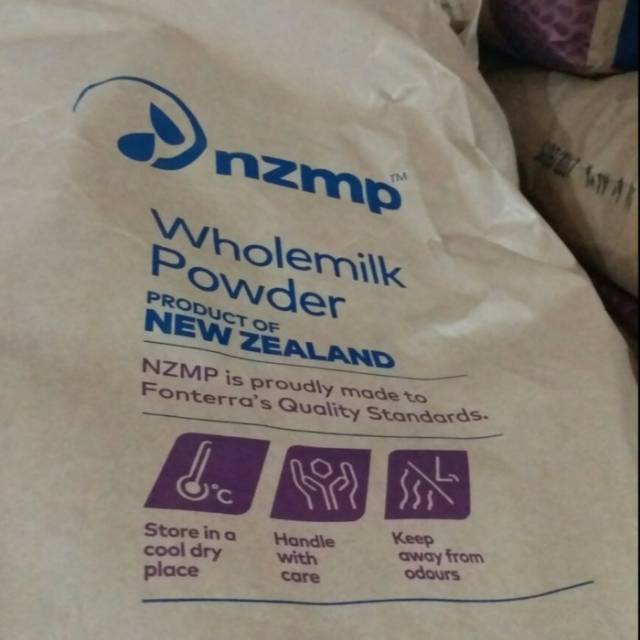 nzmp™
Wholemilk
Powder
PRODUCT OF
NEW ZEALAND
NZMP is proudly made to
Fonterra's Quality Standards.
°C
Store in a
cool dry
place
Handle
with
care
Keep
away from
odours